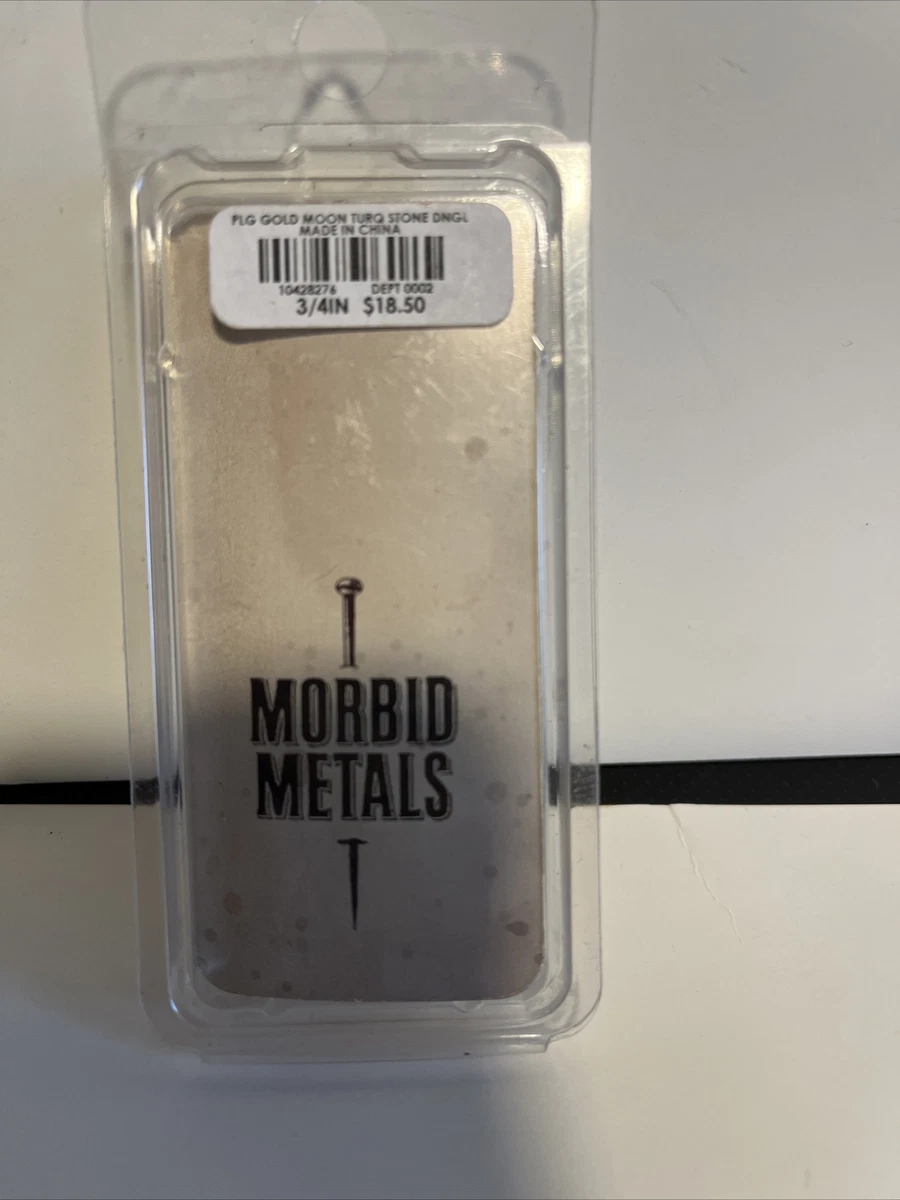 PLG GOLD MOON TURQ STONE DNGL
MADE IN CHINA
10428276 DEPT 0002
3/4IN $18.50
MORBID
METALS